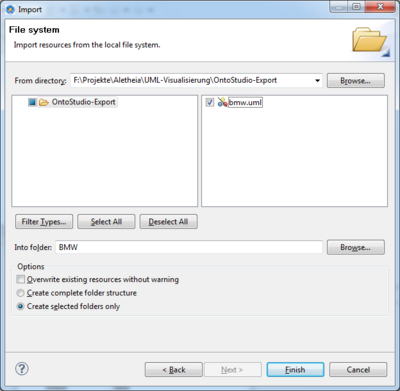 Import
File system
Import resources from the local file system.
From directory: F:\Projekte\Aletheia\UML-Visualisierung\OntoStudio-Export Browse...
OntoStudio-Export
bmw.uml
Filter Types... Select All Deselect All
Into folder: BMW Browse...
Options
Overwrite existing resources without warning
Create complete folder structure
Create selected folders only
? < Back Next > Finish Cancel